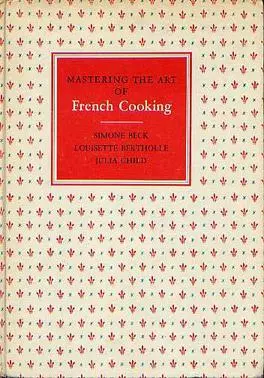 MASTERING THE ART
OF
French Cooking
SIMONE BECK
LOUISETTE BERTHOLLE
JULIA CHILD